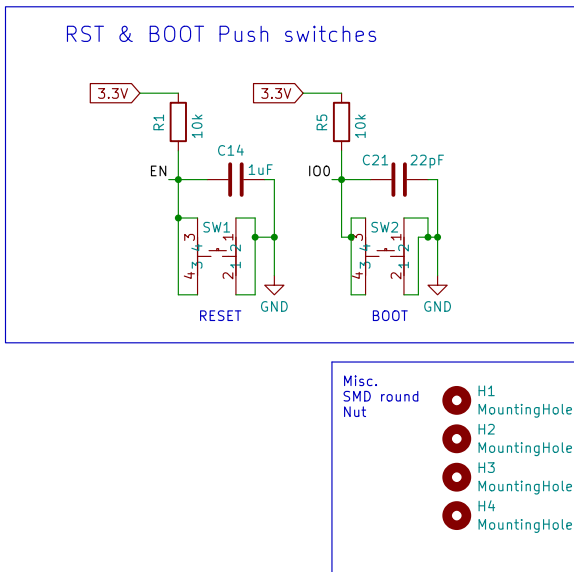 RST & BOOT Push switches
3.3V
3.3V
R1
10k
R5
10k
C14
1uF
C21
22pF
EN
IO0
SW1
3
4
4
3
1
2
2
1
SW2
3
4
4
3
1
2
2
1
GND
GND
RESET
BOOT
Misc.
SMD round
Nut
H1
MountingHole
H2
MountingHole
H3
MountingHole
H4
MountingHole